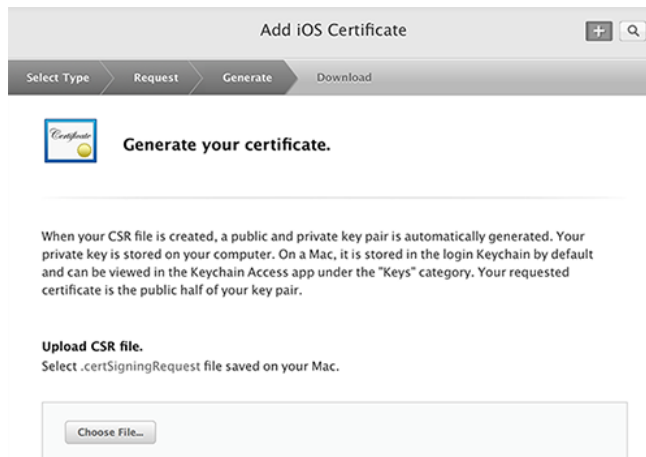 Add iOS Certificate
Select Type Request Generate Download
Certificate
Generate your certificate.
When your CSR file is created, a public and private key pair is automatically generated. Your
private key is stored on your computer. On a Mac, it is stored in the login Keychain by default
and can be viewed in the Keychain Access app under the "Keys" category. Your requested
certificate is the public half of your key pair.
Upload CSR file.
Select .certSigningRequest file saved on your Mac.
Choose File...